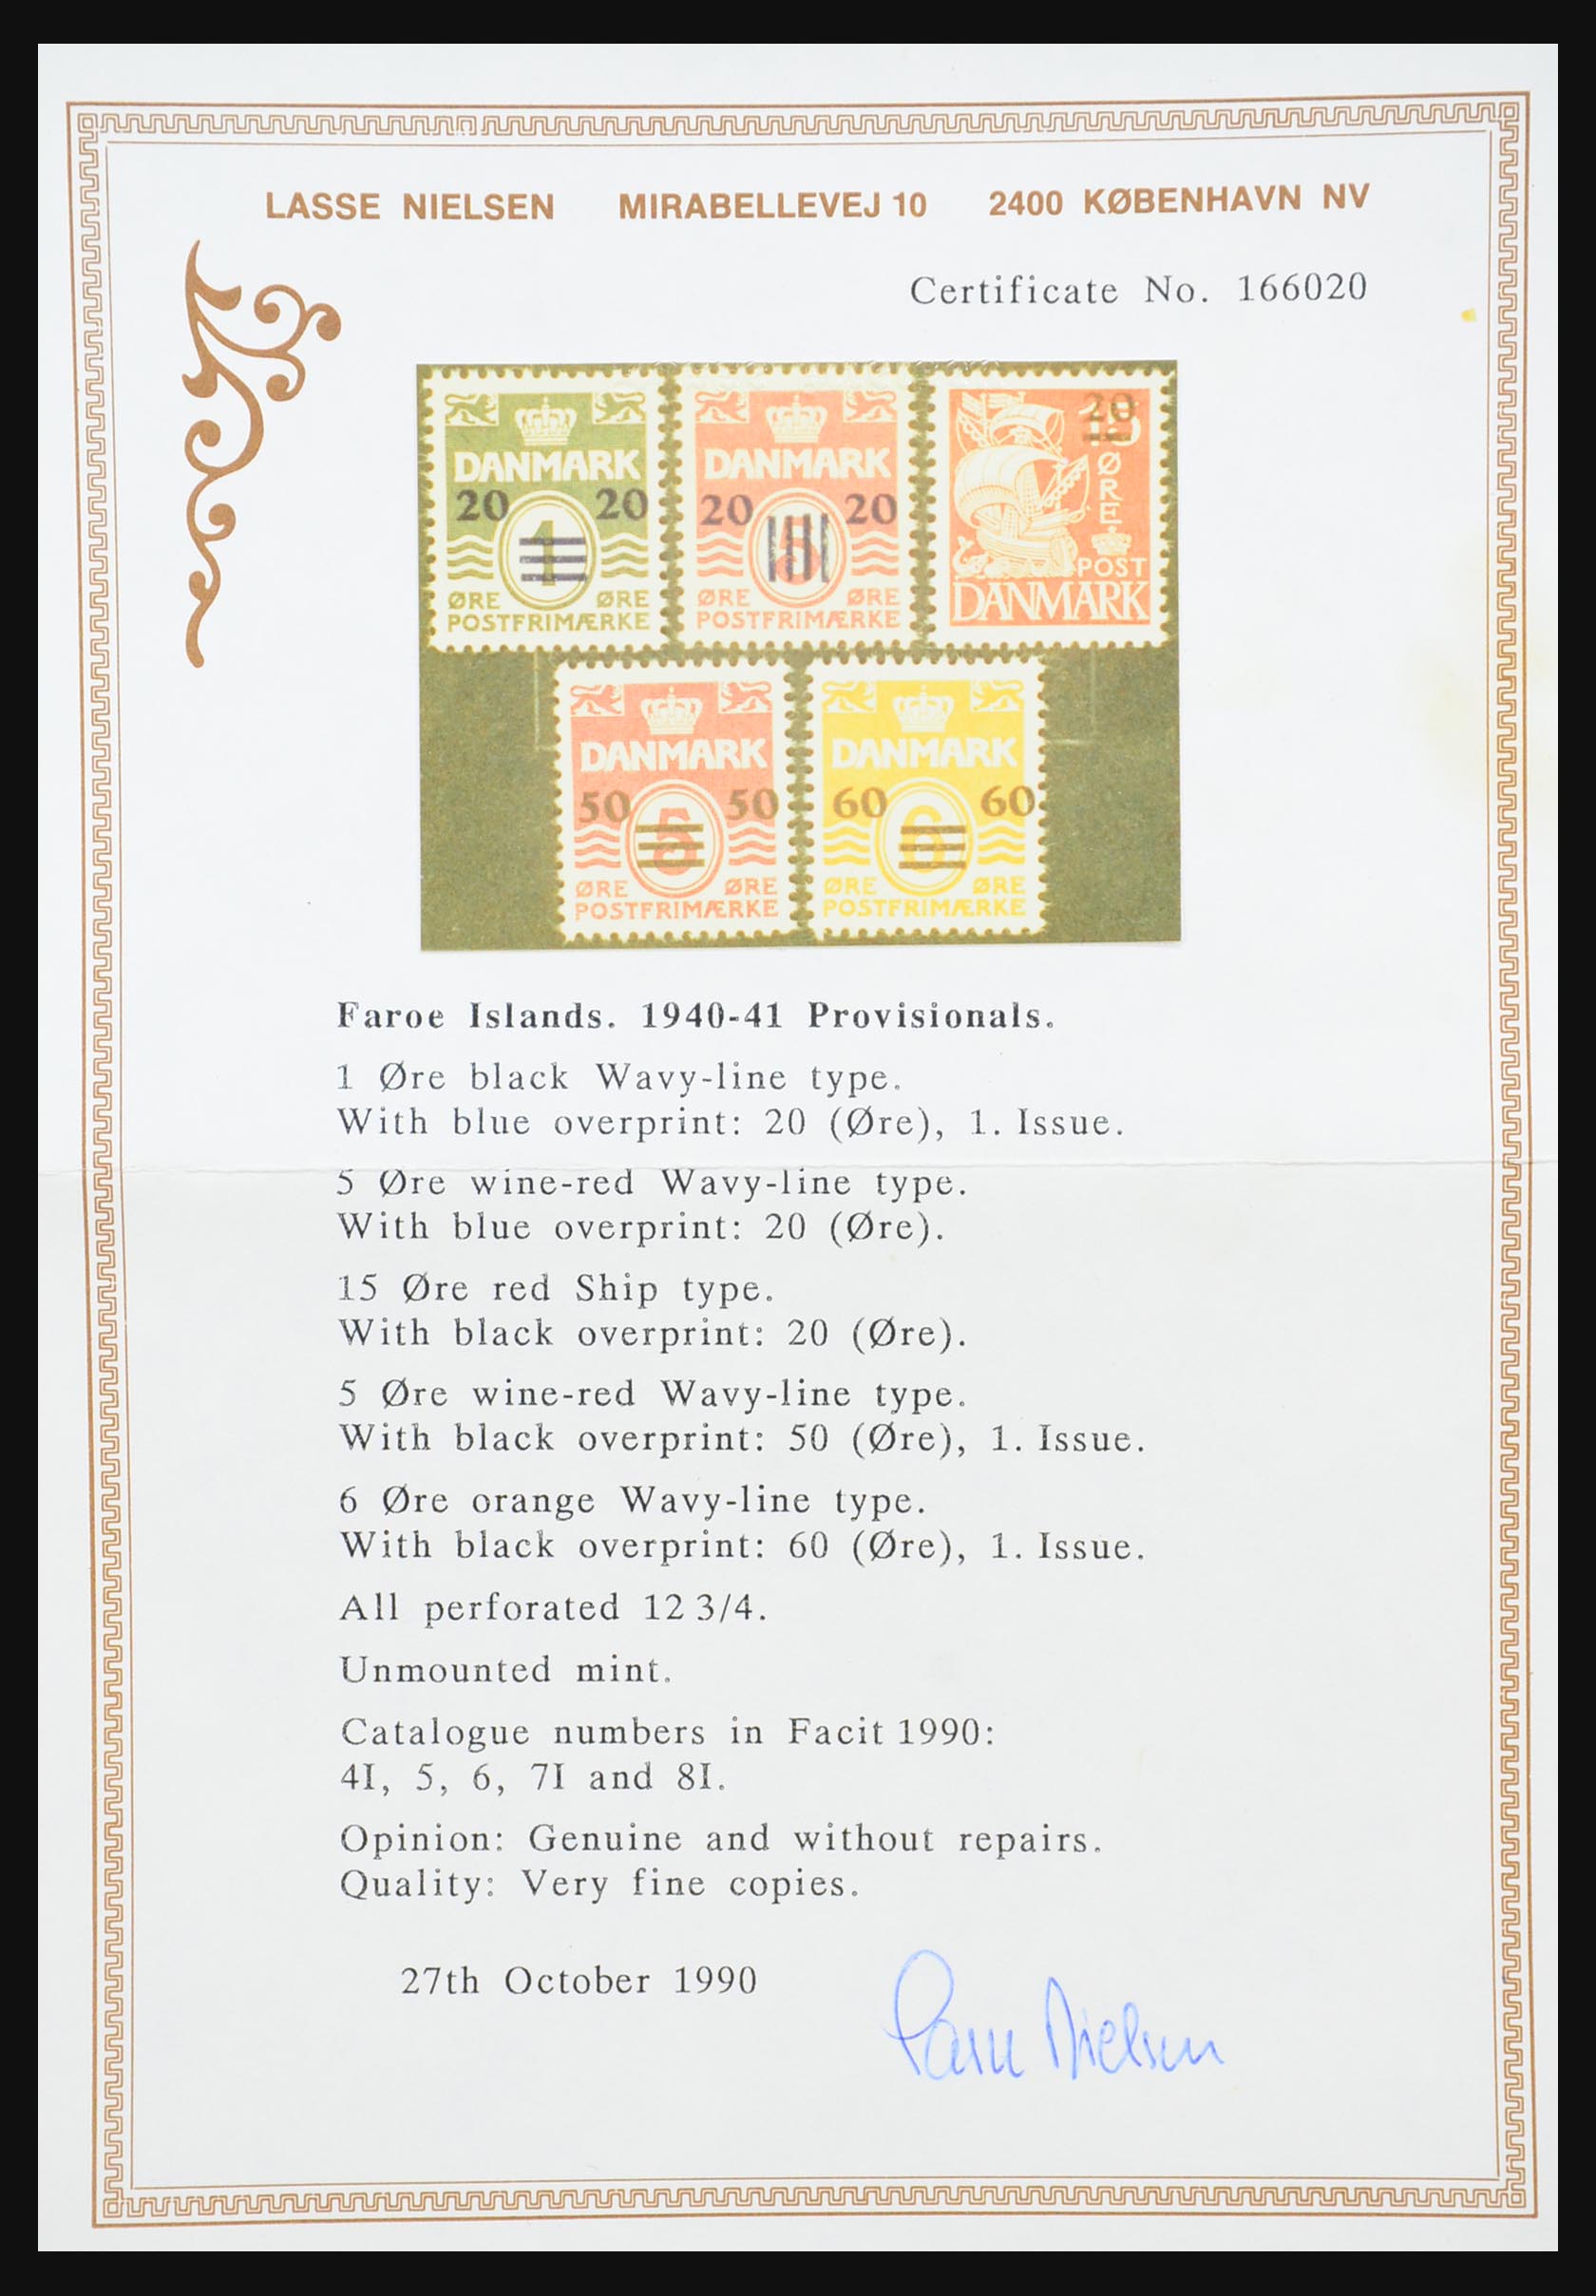 LASSE NIELSEN MIRABELLEVEJ 10 2400 KØBENHAVN NV
Certificate No. 166020
DANMARK
20 20
1
ØRE ØRE
POSTFRIMÆRKE
DANMARK
20 20
5
ØRE ØRE
POSTFRIMÆRKE
20
15
ØRE
POST
DANMARK
DANMARK
50 50
5
ØRE ØRE
POSTFRIMÆRKE
DANMARK
60 60
6
ØRE ØRE
POSTFRIMÆRKE
Faroe Islands. 1940-41 Provisionals.
1 Øre black Wavy-line type.
With blue overprint: 20 (Øre), 1. Issue.
5 Øre wine-red Wavy-line type.
With blue overprint: 20 (Øre).
15 Øre red Ship type.
With black overprint: 20 (Øre).
5 Øre wine-red Wavy-line type.
With black overprint: 50 (Øre), 1. Issue.
6 Øre orange Wavy-line type.
With black overprint: 60 (Øre), 1. Issue.
All perforated 12 3/4.
Unmounted mint.
Catalogue numbers in Facit 1990:
4I, 5, 6, 7I and 8I.
Opinion: Genuine and without repairs.
Quality: Very fine copies.
27th October 1990
Lasse Nielsen